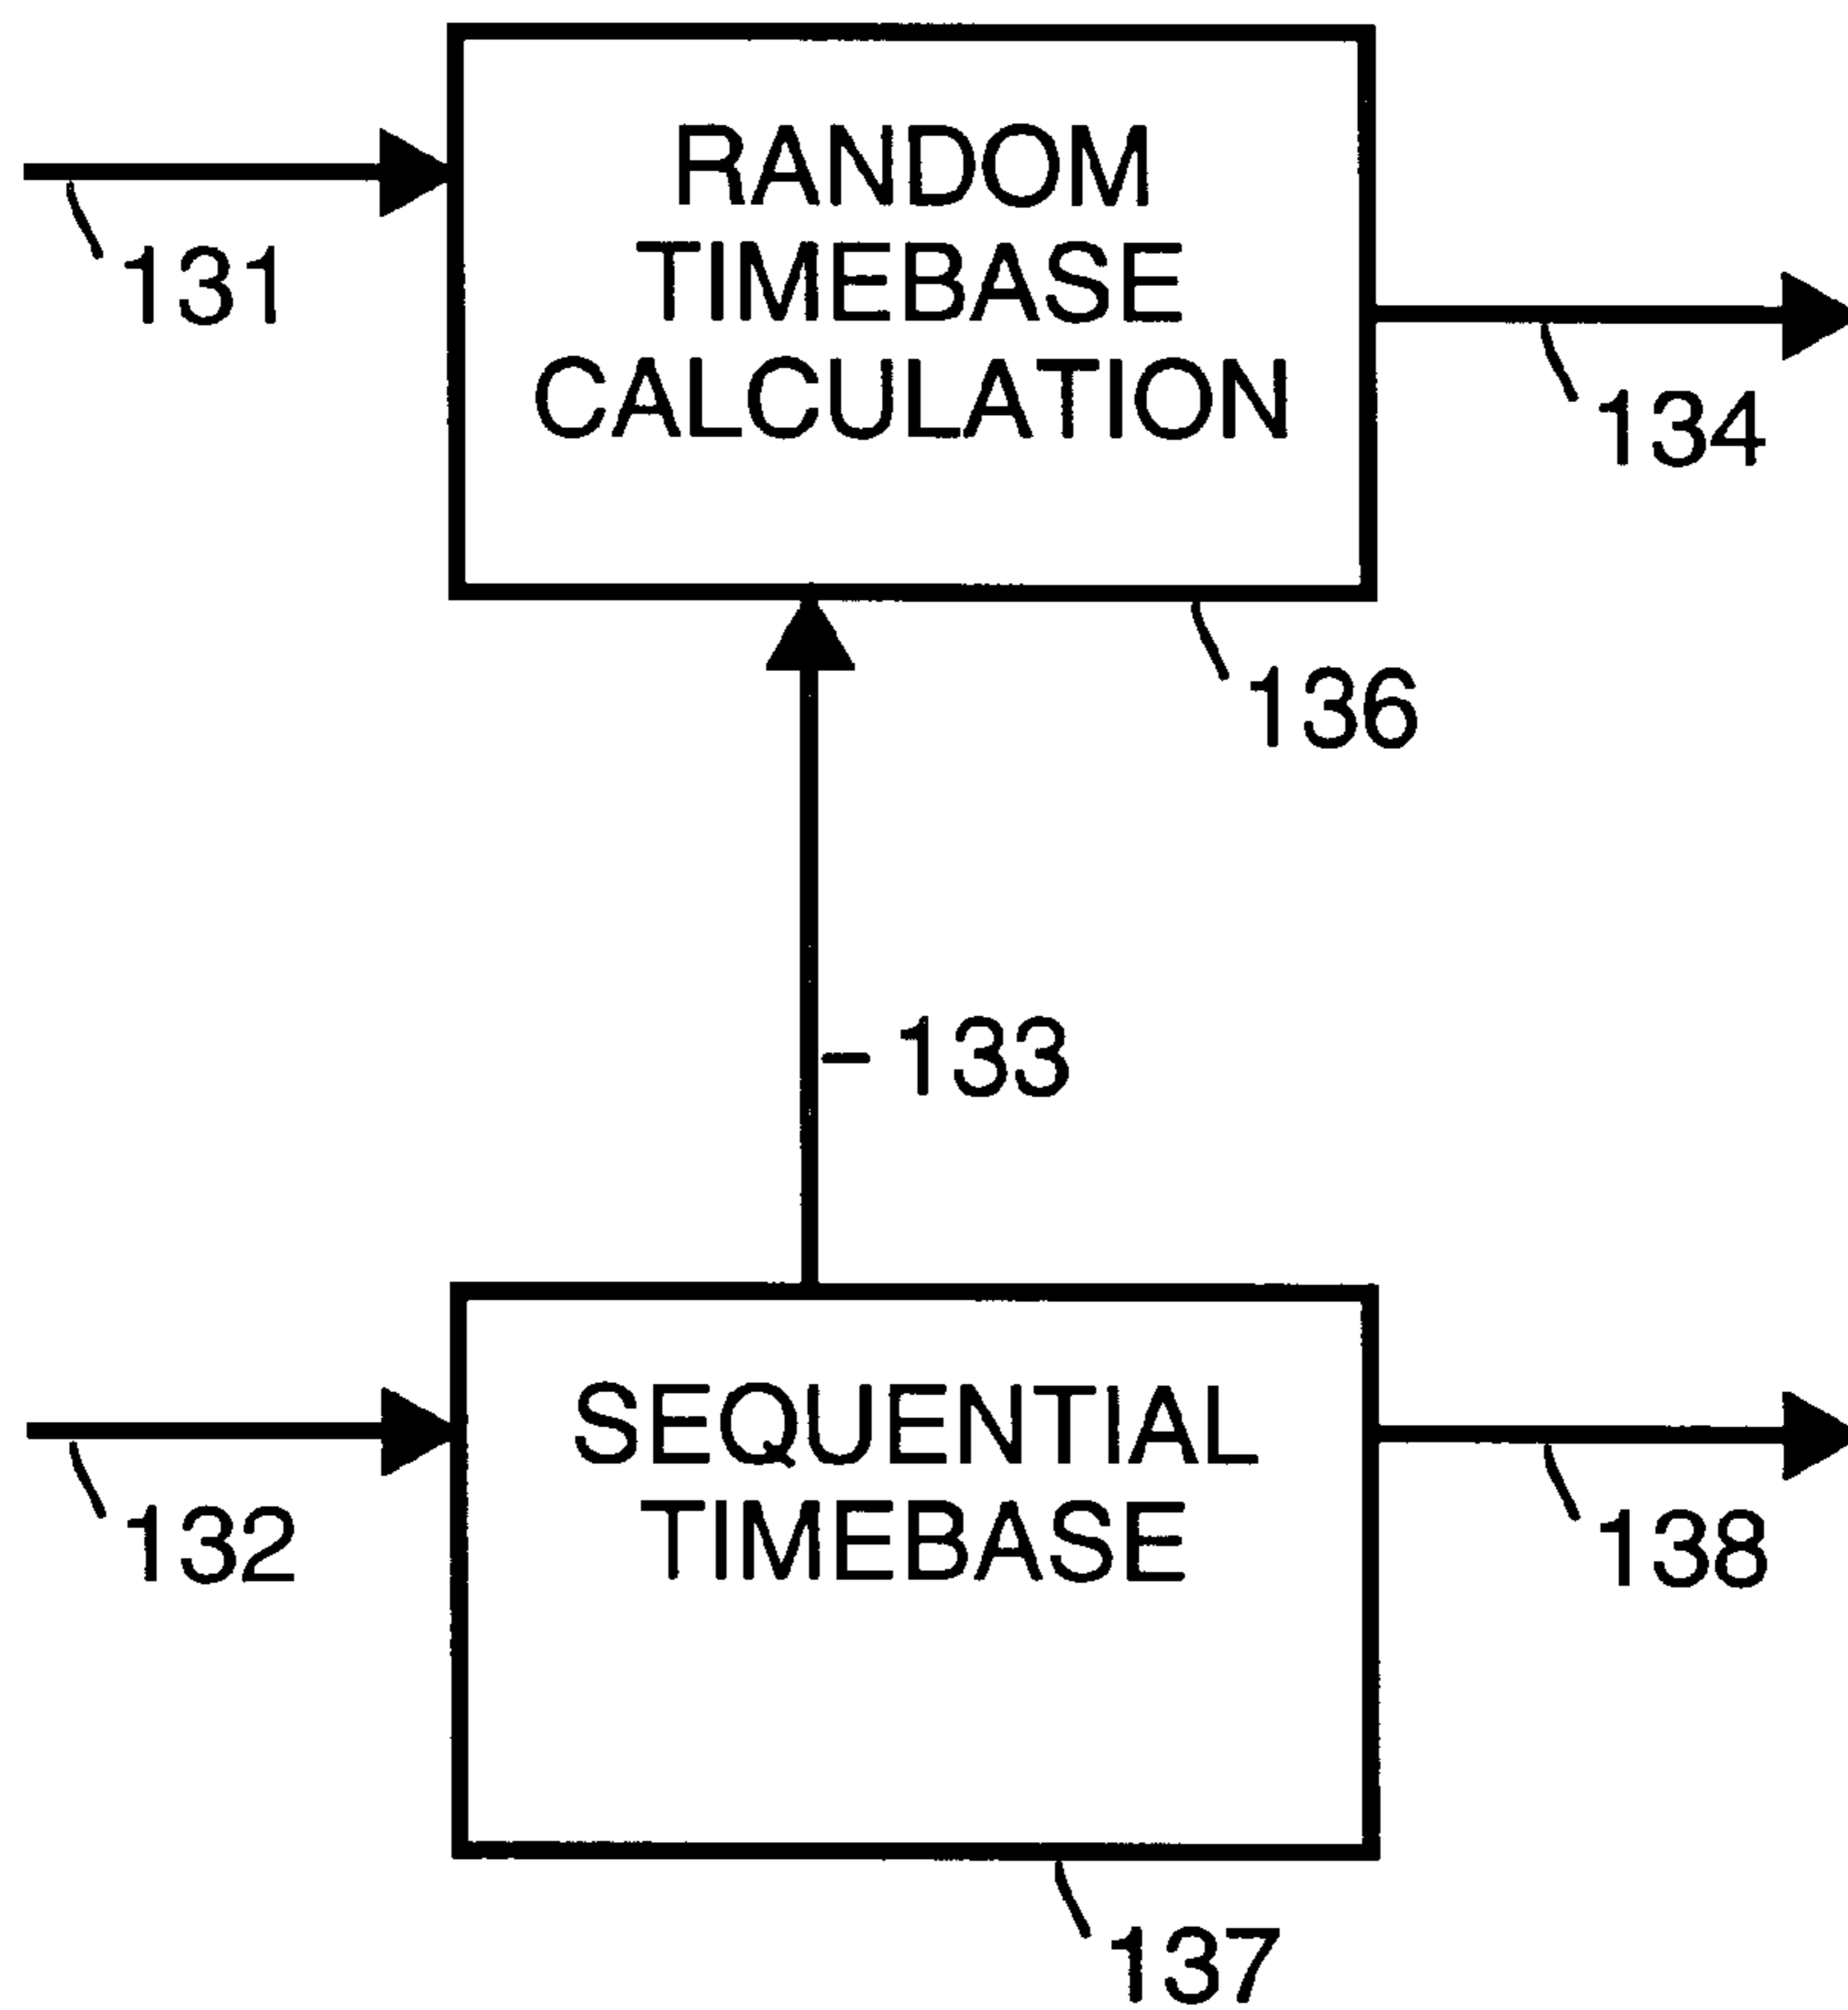 RANDOM
TIMEBASE
CALCULATION
131
134
136
133
SEQUENTIAL
TIMEBASE
132
138
137